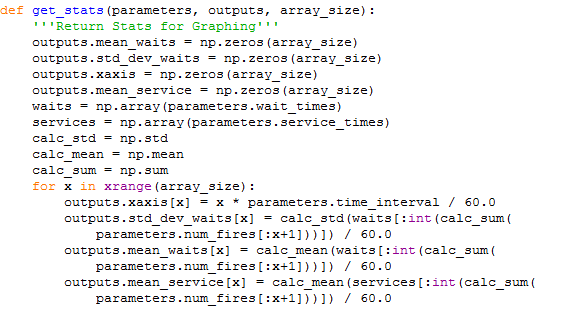 def get_stats(parameters, outputs, array_size):
    '''Return Stats for Graphing'''
    outputs.mean_waits = np.zeros(array_size)
    outputs.std_dev_waits = np.zeros(array_size)
    outputs.xaxis = np.zeros(array_size)
    outputs.mean_service = np.zeros(array_size)
    waits = np.array(parameters.wait_times)
    services = np.array(parameters.service_times)
    calc_std = np.std
    calc_mean = np.mean
    calc_sum = np.sum
    for x in xrange(array_size):
        outputs.xaxis[x] = x * parameters.time_interval / 60.0
        outputs.std_dev_waits[x] = calc_std(waits[:int(calc_sum(
            parameters.num_fires[:x+1]))]) / 60.0
        outputs.mean_waits[x] = calc_mean(waits[:int(calc_sum(
            parameters.num_fires[:x+1]))]) / 60.0
        outputs.mean_service[x] = calc_mean(services[:int(calc_sum(
            parameters.num_fires[:x+1]))]) / 60.0